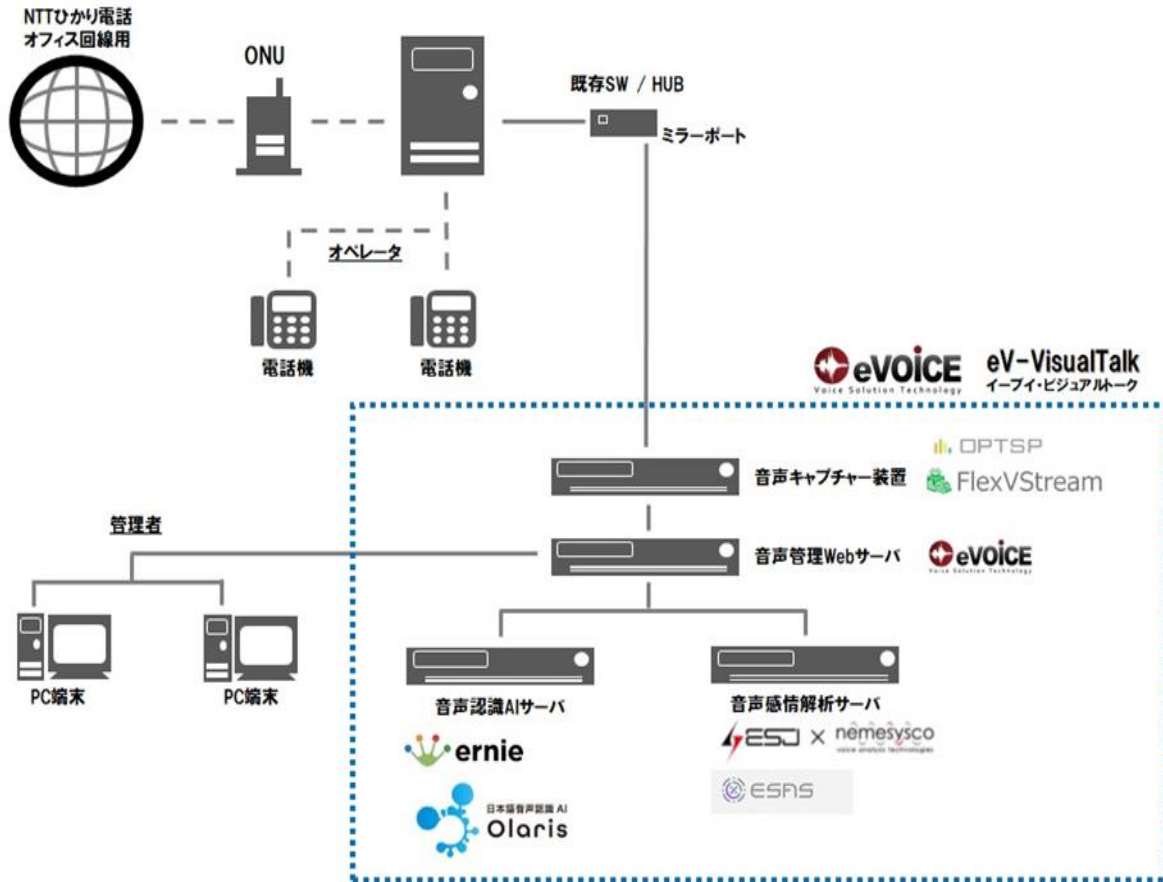 NTTひかり電話
オフィス回線用
ONU
既存SW / HUB
ミラーポート
オペレータ
電話機
電話機
eVOiCE
Voice Solution Technology
eV-VisualTalk
イーブイ・ビジュアルトーク
音声キャプチャー装置
OPTSP
FlexVStream
管理者
音声管理Webサーバ
eVOiCE
Voice Solution Technology
PC端末
PC端末
音声認識AIサーバ
ernie
日本語音声認識 AI
Olaris
音声感情解析サーバ
ESJ × nemesysco
voice analysis technologies
ESAS